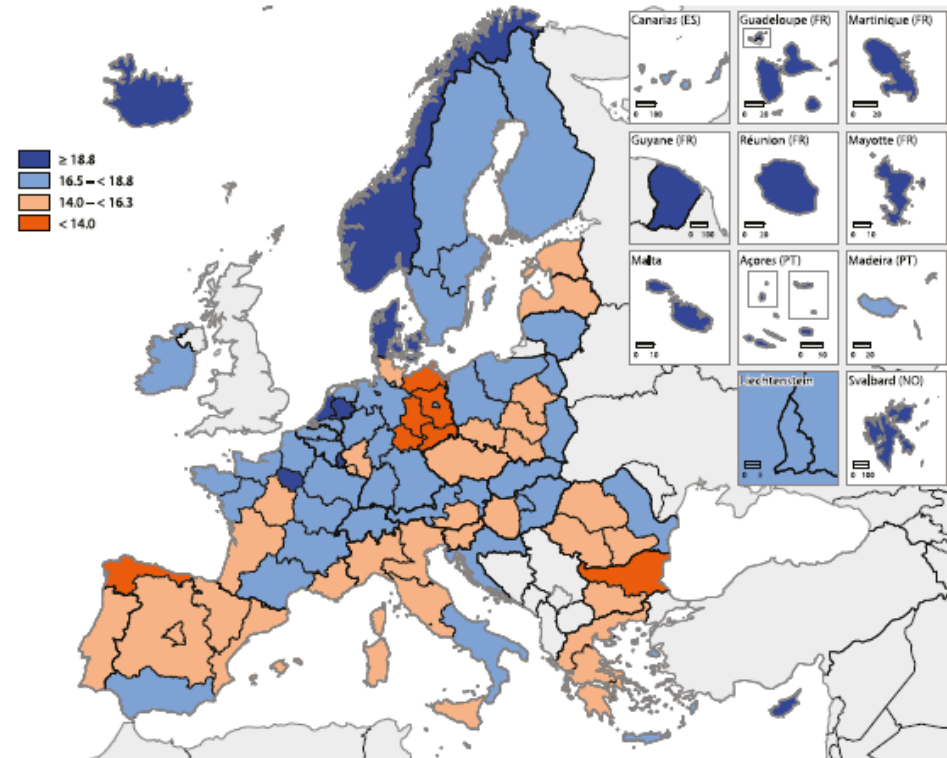 Canarias (ES)
0 100
Guadeloupe (FR)
0 20
Martinique (FR)
0 20
≥ 18.8
16.5 – < 18.8
14.0 – < 16.3
< 14.0
Guyane (FR)
0 100
Réunion (FR)
0 20
Mayotte (FR)
0 10
Malta
0 10
Açores (PT)
0 50
Madeira (PT)
0 20
Liechtenstein
Svalbard (NO)
0 100